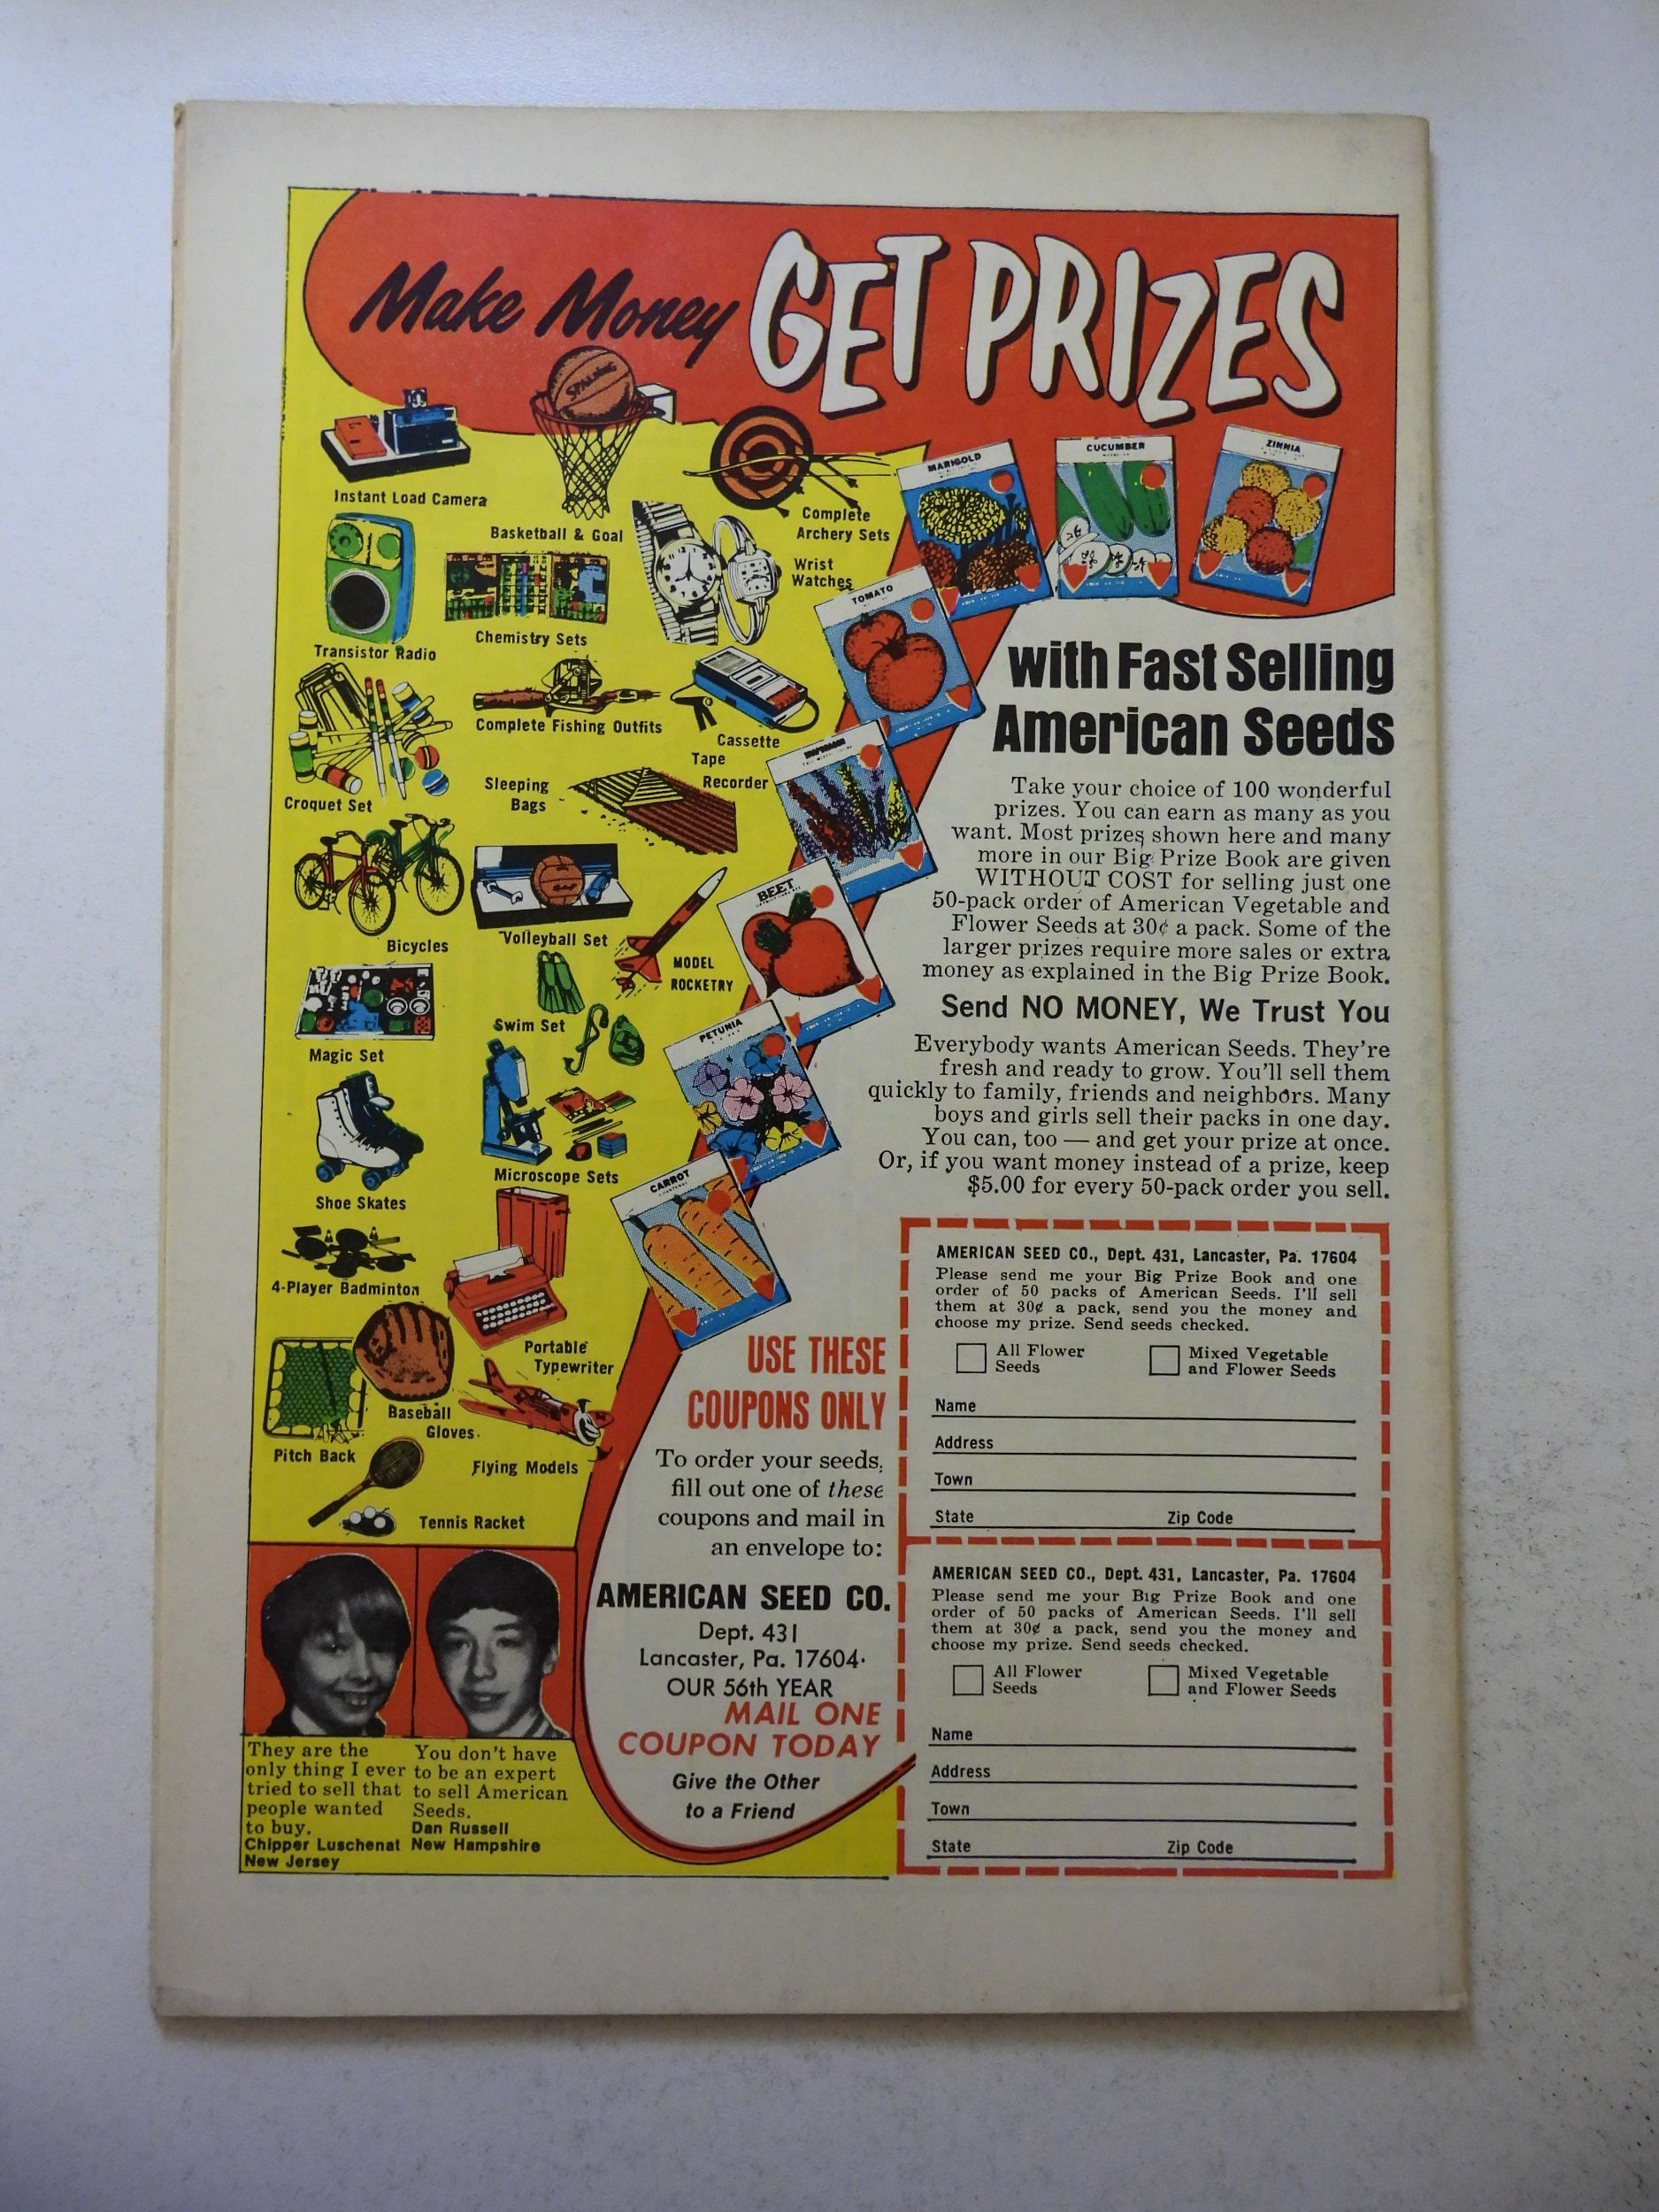 Make Money GET PRIZES
SPALDING
Instant Load Camera
Basketball & Goal
Complete
Archery Sets
Wrist
Watches
Transistor Radio
Chemistry Sets
Complete Fishing Outfits
Cassette
Tape
Recorder
Croquet Set
Sleeping
Bags
Bicycles
Volleyball Set
MODEL
ROCKETRY
Swim Set
Magic Set
Microscope Sets
Shoe Skates
4-Player Badminton
Portable
Typewriter
Baseball
Gloves
Pitch Back
Flying Models
Tennis Racket
MARIGOLD
CUCUMBER
ZINNIA
TOMATO
BEET
PETUNIA
CARROT
with Fast Selling
American Seeds
Take your choice of 100 wonderful
prizes. You can earn as many as you
want. Most prizes shown here and many
more in our Big Prize Book are given
WITHOUT COST for selling just one
50-pack order of American Vegetable and
Flower Seeds at 30¢ a pack. Some of the
larger prizes require more sales or extra
money as explained in the Big Prize Book.
Send NO MONEY, We Trust You
Everybody wants American Seeds. They're
fresh and ready to grow. You'll sell them
quickly to family, friends and neighbors. Many
boys and girls sell their packs in one day.
You can, too — and get your prize at once.
Or, if you want money instead of a prize, keep
$5.00 for every 50-pack order you sell.
USE THESE
COUPONS ONLY
To order your seeds,
fill out one of these
coupons and mail in
an envelope to:
AMERICAN SEED CO.
Dept. 431
Lancaster, Pa. 17604
OUR 56th YEAR
MAIL ONE
COUPON TODAY
Give the Other
to a Friend
AMERICAN SEED CO., Dept. 431, Lancaster, Pa. 17604
Please send me your Big Prize Book and one
order of 50 packs of American Seeds. I'll sell
them at 30¢ a pack, send you the money and
choose my prize. Send seeds checked.
All Flower
Seeds
Mixed Vegetable
and Flower Seeds
Name
Address
Town
State Zip Code
AMERICAN SEED CO., Dept. 431, Lancaster, Pa. 17604
Please send me your Big Prize Book and one
order of 50 packs of American Seeds. I'll sell
them at 30¢ a pack, send you the money and
choose my prize. Send seeds checked.
All Flower
Seeds
Mixed Vegetable
and Flower Seeds
Name
Address
Town
State Zip Code
They are the
only thing I ever
tried to sell that
people wanted
to buy.
Chipper Luschenat
New Jersey
You don't have
to be an expert
to sell American
Seeds.
Dan Russell
New Hampshire